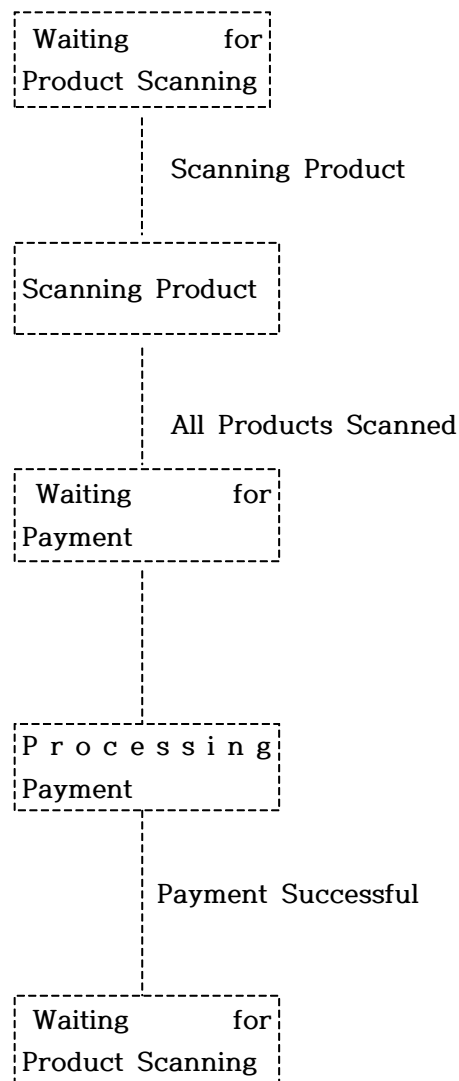 Waiting for
Product Scanning
Scanning Product
Scanning Product
All Products Scanned
Waiting for
Payment
Processing
Payment
Payment Successful
Waiting for
Product Scanning